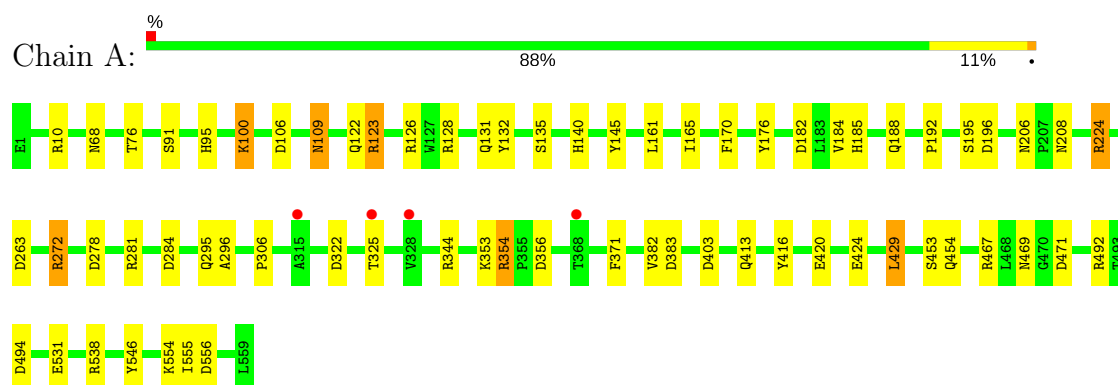 %
Chain A:
88% 11% •
E1 R10 N68 T76 S91 H95 K100 D106 N109 Q122 R123 R126 W127 R128 Q131 Y132 S135 H140 Y145 L161 I165 F170 Y176 D182 L183 V184 H185 Q188 P192 S195 D196 N206 P207 N208 R224
D263 R272 D278 R281 D284 Q295 A296 P306 A315 D322 T325 V328 R344 K353 R354 P355 D356 T368 F371 V382 D383 D403 Q413 Y416 E420 E424 L429 S453 Q454 R467 L468 N469 G470 D471 R492 T493
D494 E531 R538 Y546 K554 I555 D556 L559